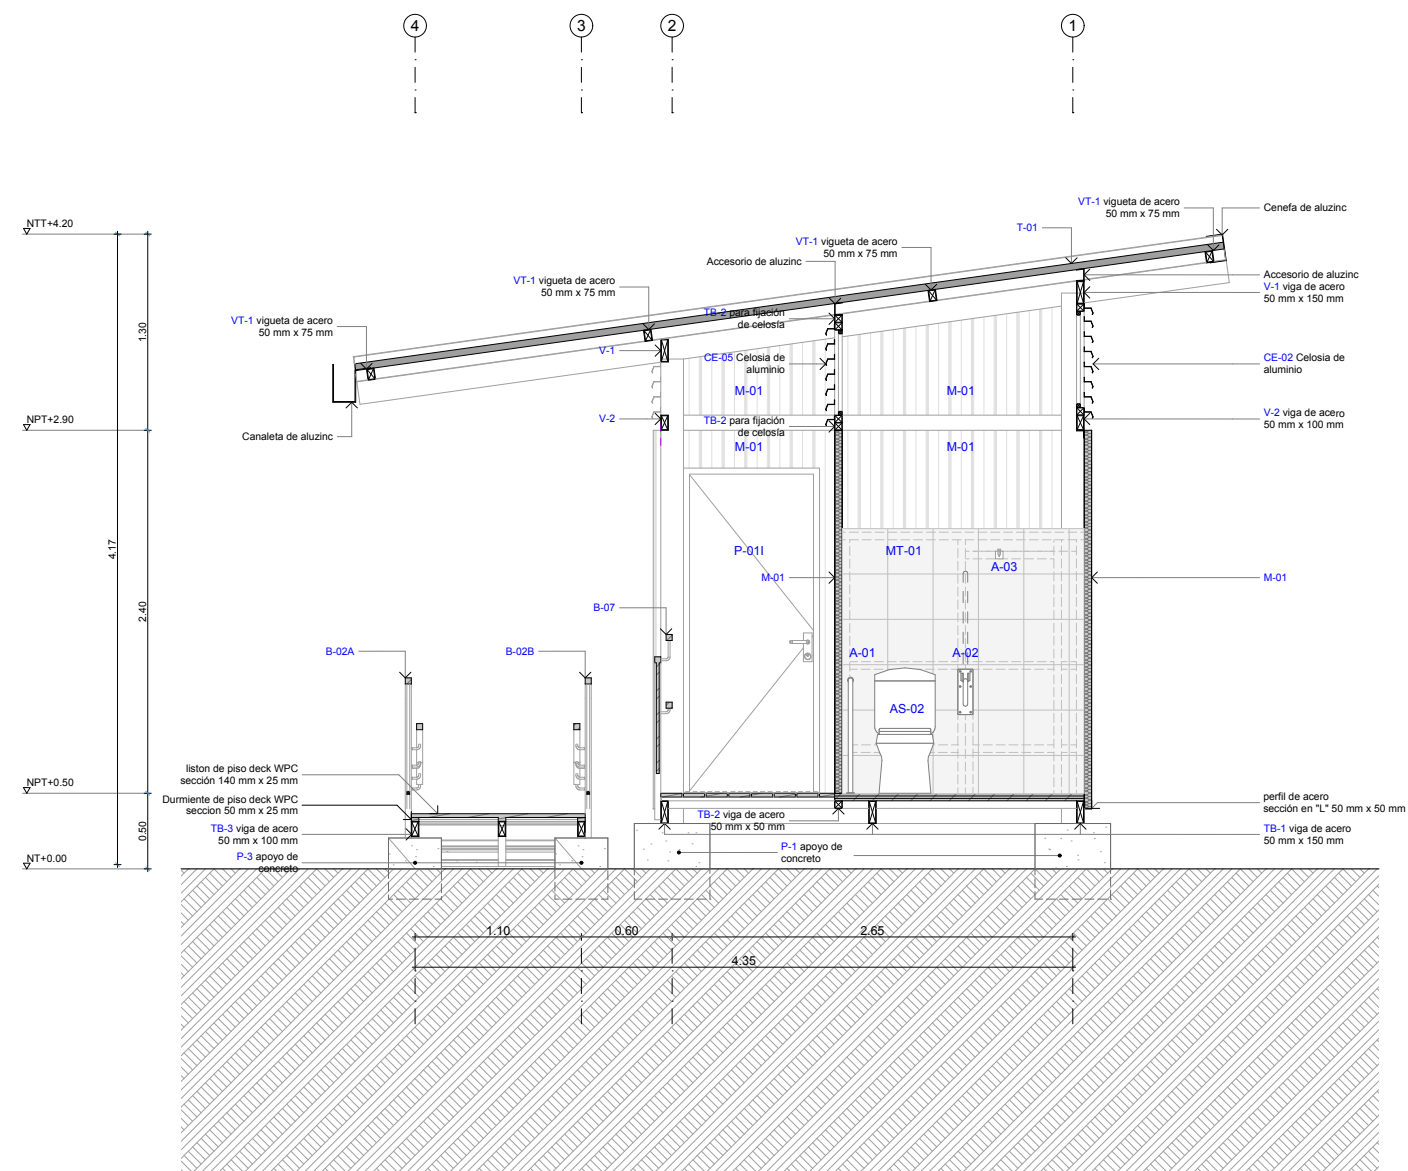 4
3
2
1
NTT+4.20
VT-1 vigueta de acero
50 mm x 75 mm
Cenefa de aluzinc
T-01
VT-1 vigueta de acero
50 mm x 75 mm
Accesorio de aluzinc
Accesorio de aluzinc
V-1 viga de acero
50 mm x 150 mm
VT-1 vigueta de acero
50 mm x 75 mm
TB-2 para fijación
de celosía
VT-1 vigueta de acero
50 mm x 75 mm
1.30
V-1
CE-05 Celosia de
aluminio
CE-02 Celosia de
aluminio
M-01
M-01
NPT+2.90
V-2
TB-2 para fijación
de celosía
V-2 viga de acero
50 mm x 100 mm
Canaleta de aluzinc
M-01
M-01
4.17
P-01I
MT-01
A-03
M-01
M-01
2.40
B-07
B-02A
B-02B
A-01
A-02
AS-02
liston de piso deck WPC
sección 140 mm x 25 mm
NPT+0.50
Durmiente de piso deck WPC
seccion 50 mm x 25 mm
perfil de acero
sección en "L" 50 mm x 50 mm
TB-2 viga de acero
50 mm x 50 mm
TB-3 viga de acero
50 mm x 100 mm
TB-1 viga de acero
50 mm x 150 mm
0.50
P-1 apoyo de
concreto
P-3 apoyo de
concreto
NT+0.00
1.10
0.60
2.65
4.35